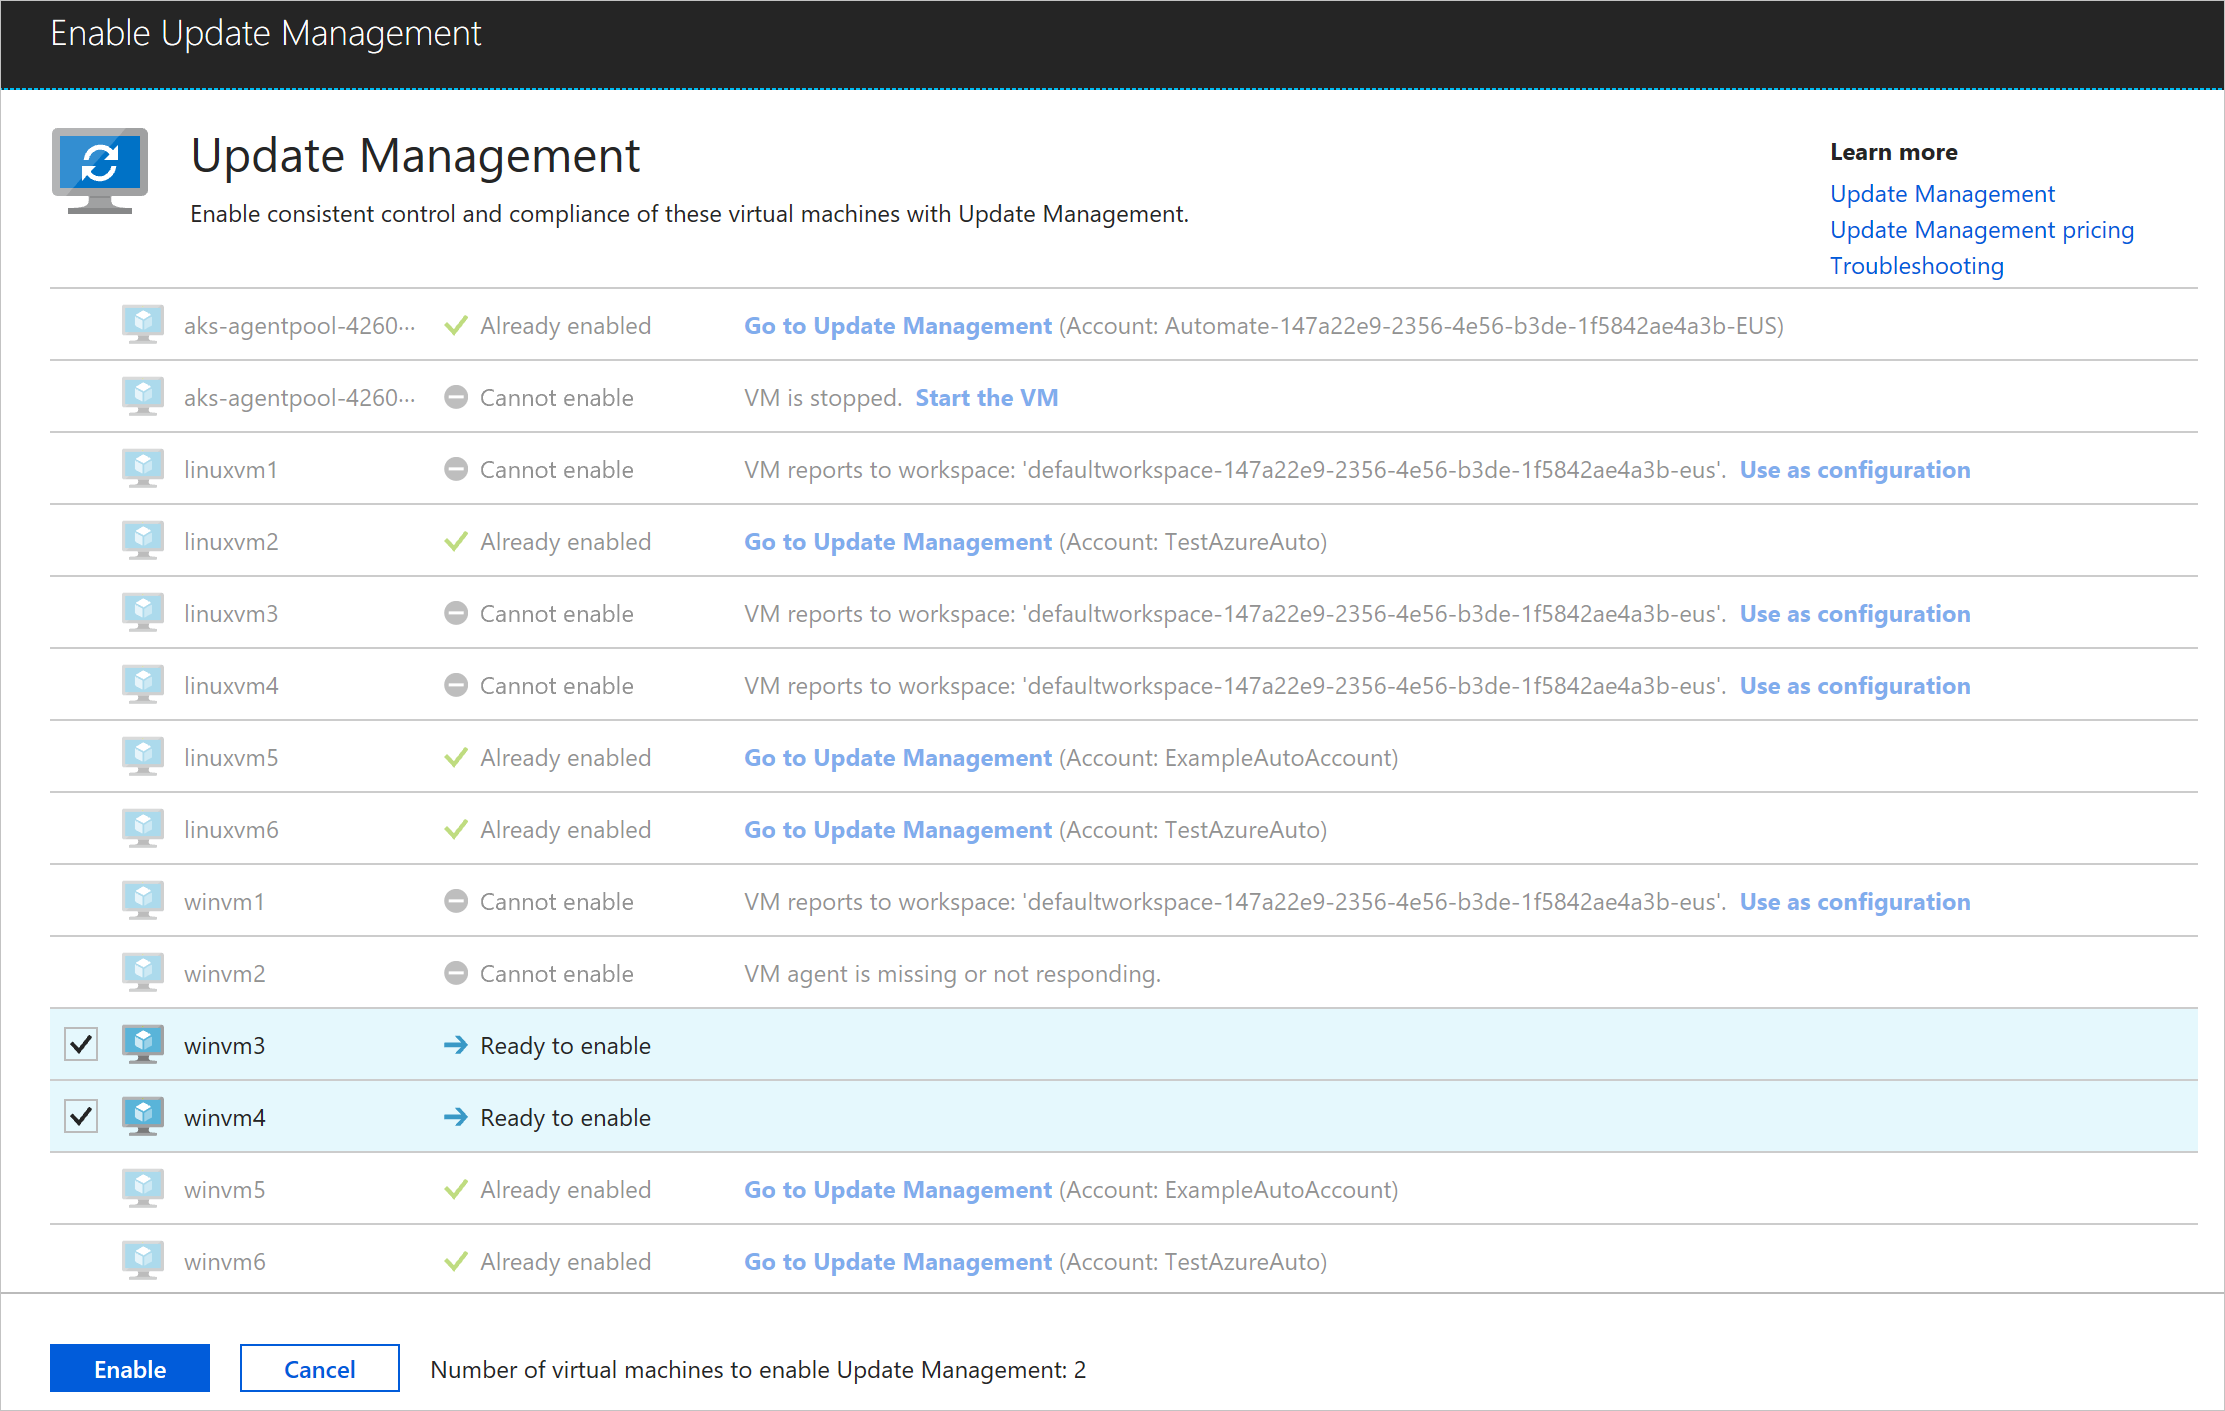 Enable Update Management
Update Management
Enable consistent control and compliance of these virtual machines with Update Management.
Learn more
Update Management
Update Management pricing
Troubleshooting
aks-agentpool-4260··· Already enabled Go to Update Management (Account: Automate-147a22e9-2356-4e56-b3de-1f5842ae4a3b-EUS)
aks-agentpool-4260··· Cannot enable VM is stopped. Start the VM
linuxvm1 Cannot enable VM reports to workspace: 'defaultworkspace-147a22e9-2356-4e56-b3de-1f5842ae4a3b-eus'. Use as configuration
linuxvm2 Already enabled Go to Update Management (Account: TestAzureAuto)
linuxvm3 Cannot enable VM reports to workspace: 'defaultworkspace-147a22e9-2356-4e56-b3de-1f5842ae4a3b-eus'. Use as configuration
linuxvm4 Cannot enable VM reports to workspace: 'defaultworkspace-147a22e9-2356-4e56-b3de-1f5842ae4a3b-eus'. Use as configuration
linuxvm5 Already enabled Go to Update Management (Account: ExampleAutoAccount)
linuxvm6 Already enabled Go to Update Management (Account: TestAzureAuto)
winvm1 Cannot enable VM reports to workspace: 'defaultworkspace-147a22e9-2356-4e56-b3de-1f5842ae4a3b-eus'. Use as configuration
winvm2 Cannot enable VM agent is missing or not responding.
winvm3 Ready to enable
winvm4 Ready to enable
winvm5 Already enabled Go to Update Management (Account: ExampleAutoAccount)
winvm6 Already enabled Go to Update Management (Account: TestAzureAuto)
Enable Cancel Number of virtual machines to enable Update Management: 2